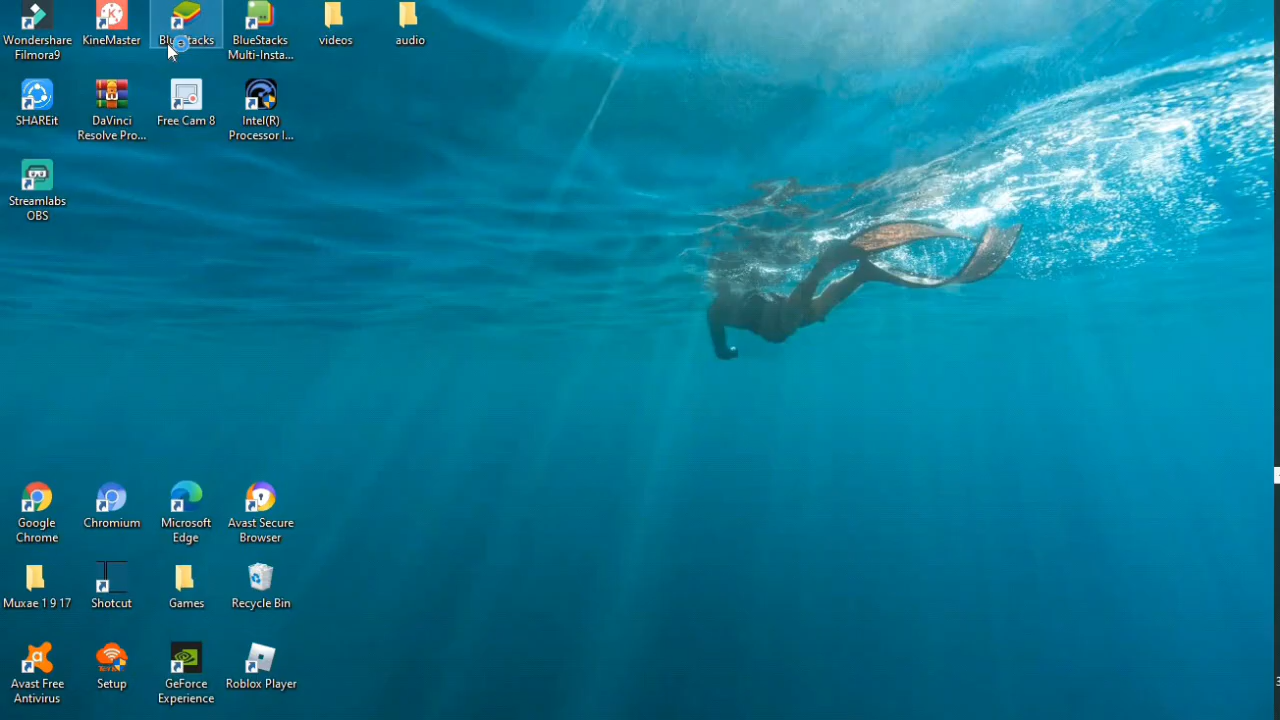 Wondershare
Filmora9
KineMaster
BlueStacks
BlueStacks
Multi-Insta...
videos
audio
SHAREit
DaVinci
Resolve Pro...
Free Cam 8
Intel(R)
Processor I...
Streamlabs
OBS
Google
Chrome
Chromium
Microsoft
Edge
Avast Secure
Browser
Muxae 1 9 17
Shotcut
Games
Recycle Bin
Avast Free
Antivirus
Setup
GeForce
Experience
Roblox Player